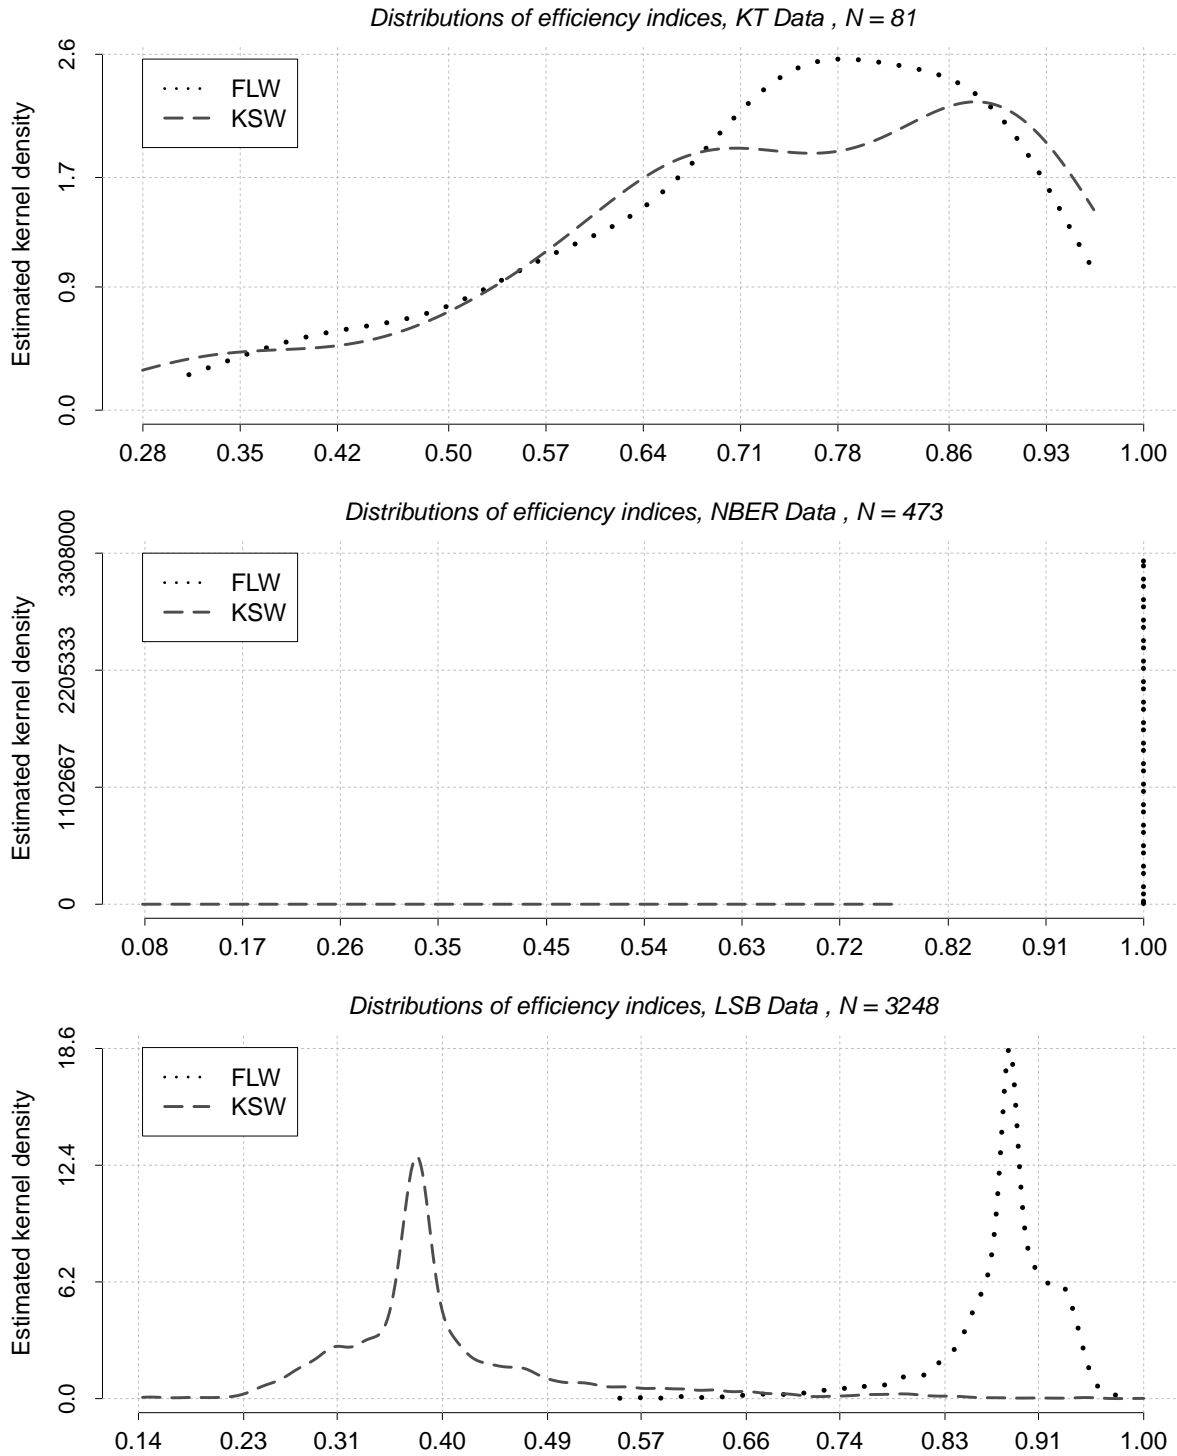 Distributions of efficiency indices, KT Data , N = 81
Estimated kernel density
2.6
1.7
0.9
0.0
FLW
KSW
0.28 0.35 0.42 0.50 0.57 0.64 0.71 0.78 0.86 0.93 1.00
Distributions of efficiency indices, NBER Data , N = 473
Estimated kernel density
3308000
2205333
1102667
0
FLW
KSW
0.08 0.17 0.26 0.35 0.45 0.54 0.63 0.72 0.82 0.91 1.00
Distributions of efficiency indices, LSB Data , N = 3248
Estimated kernel density
18.6
12.4
6.2
0.0
FLW
KSW
0.14 0.23 0.31 0.40 0.49 0.57 0.66 0.74 0.83 0.91 1.00